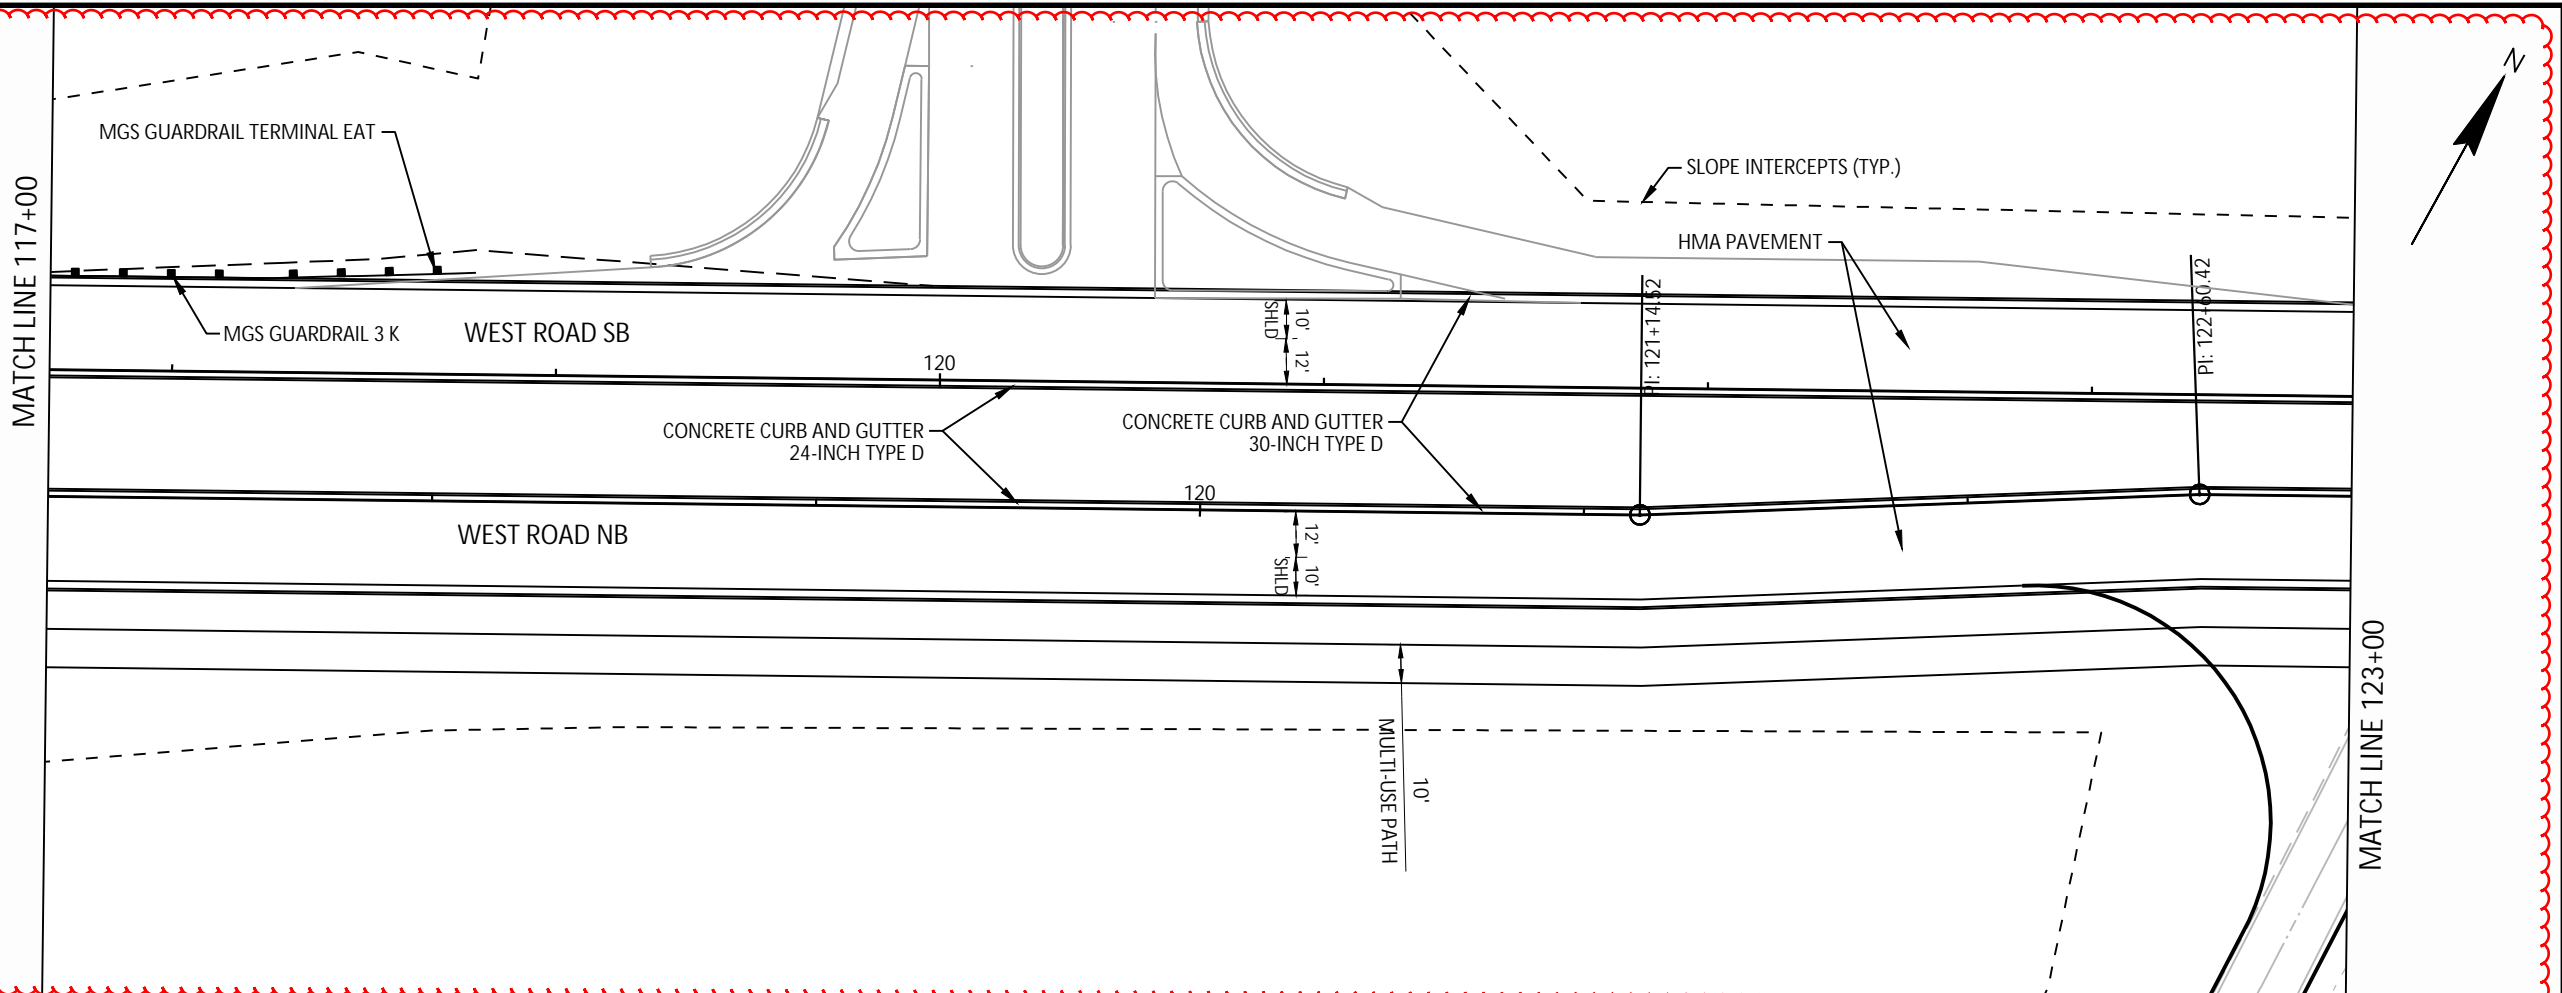 N
MGS GUARDRAIL TERMINAL EAT
SLOPE INTERCEPTS (TYP.)
MATCH LINE 117+00
HMA PAVEMENT
PI: 121+14.52
PI: 122+60.42
MGS GUARDRAIL 3 K
WEST ROAD SB
10'
SHLD
12'
120
CONCRETE CURB AND GUTTER
24-INCH TYPE D
CONCRETE CURB AND GUTTER
30-INCH TYPE D
120
WEST ROAD NB
12'
10'
SHLD
MATCH LINE 123+00
10'
MULTI-USE PATH